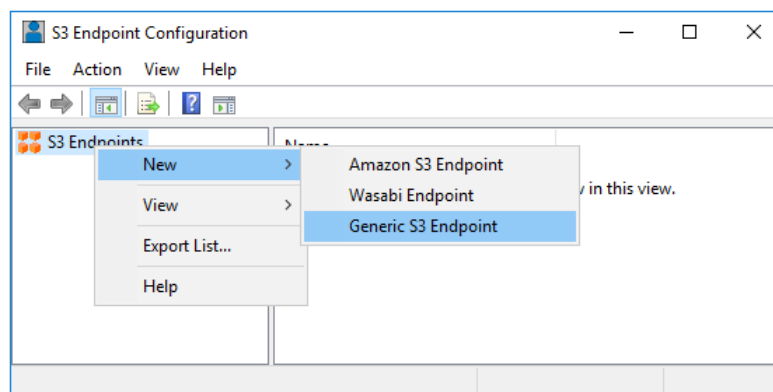 S3 Endpoint Configuration
File Action View Help
S3 Endpoints
Name
New
Amazon S3 Endpoint
Wasabi Endpoint
in this view.
View
Generic S3 Endpoint
Export List...
Help